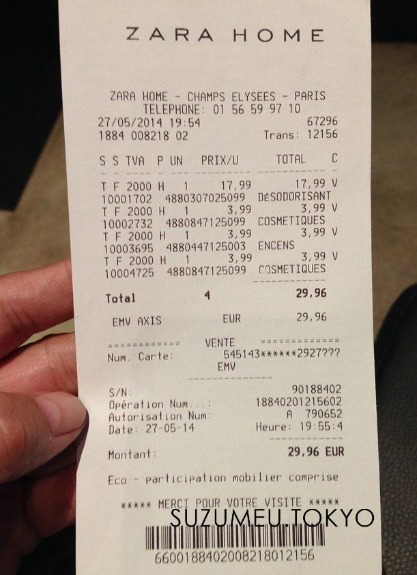 ZARA HOME
ZARA HOME - CHAMPS ELYSEES - PARIS
TELEPHONE: 01 56 59 97 10
27/05/2014 19:54 67296
1884 008218 02 Trans: 12156
S S TVA P UN PRIX/U TOTAL C
T F 2000 H 1 17,99 17,99 V
10001702 4880307025099 DÉSODORISANT
T F 2000 H 1 3,99 3,99 V
10002732 4880847125099 COSMETIQUES
T F 2000 H 1 3,99 3,99 V
10003695 4880447125003 ENCENS
T F 2000 H 1 3,99 3,99 V
10004725 4880847125099 COSMETIQUES
Total 4 29,96
EMV AXIS EUR 29,96
=========== VENTE ============
Num. Carte: 545143******2927???
EMV
S/N: 90188402
Opération Num...: 18840201215602
Autorisation Num: A 790652
Date: 27-05-14 Heure: 19:55:4
Montant: 29,96 EUR
Eco - participation mobilier comprise
***** MERCI POUR VOTRE VISITE *****
SUZUMEU.TOKYO
6600188402008218012156